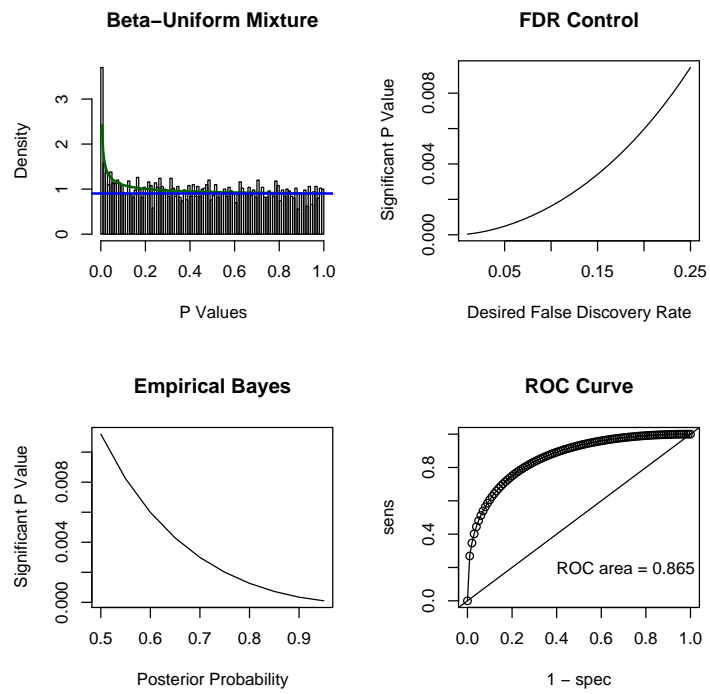 Beta−Uniform Mixture
Density
0 1 2 3
0.0 0.2 0.4 0.6 0.8 1.0
P Values
FDR Control
Significant P Value
0.000 0.004 0.008
0.05 0.15 0.25
Desired False Discovery Rate
Empirical Bayes
Significant P Value
0.000 0.004 0.008
0.5 0.6 0.7 0.8 0.9
Posterior Probability
ROC Curve
sens
0.0 0.4 0.8
ROC area = 0.865
0.0 0.2 0.4 0.6 0.8 1.0
1 − spec